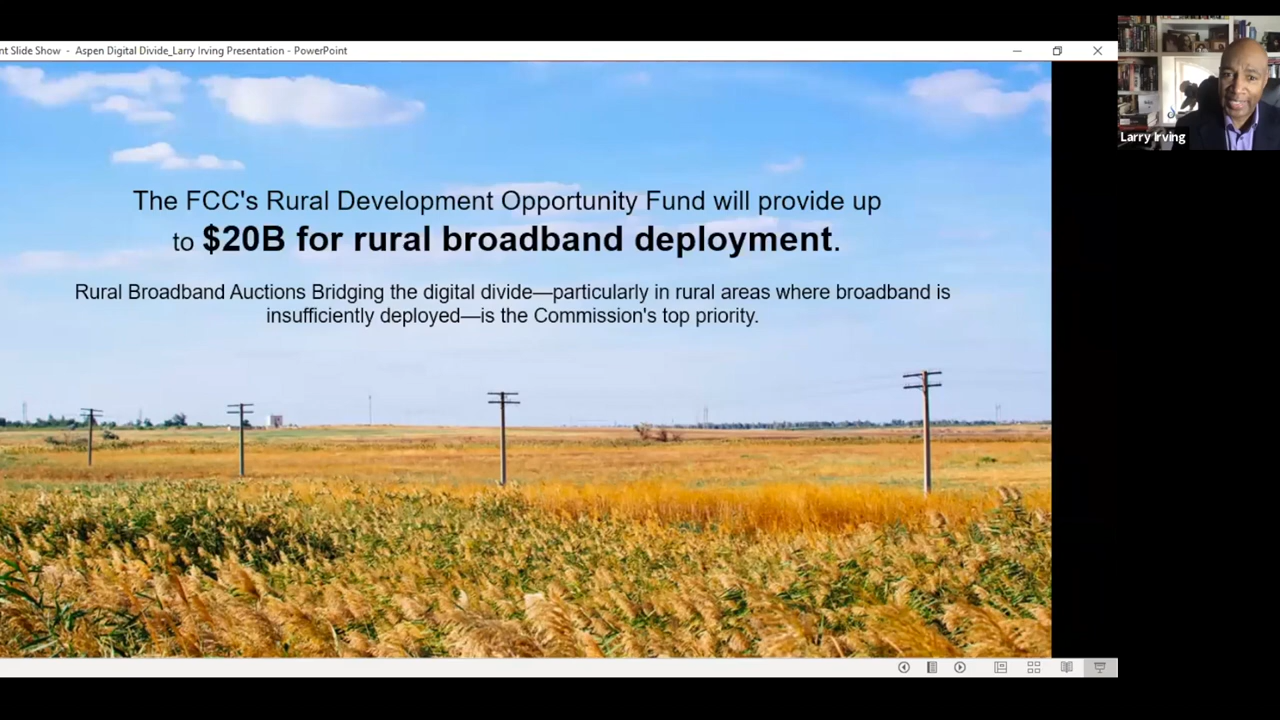 nt Slide Show - Aspen Digital Divide_Larry Irving Presentation - PowerPoint
Larry Irving
The FCC's Rural Development Opportunity Fund will provide up
to $20B for rural broadband deployment.
Rural Broadband Auctions Bridging the digital divide—particularly in rural areas where broadband is
insufficiently deployed—is the Commission's top priority.